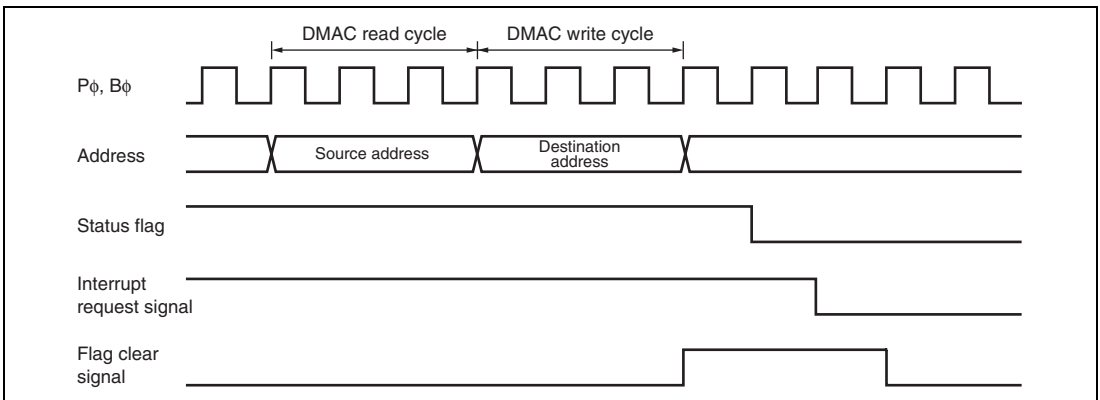 DMAC read cycle DMAC write cycle
Pϕ, Bϕ
Address
Source address
Destination
address
Status flag
Interrupt
request signal
Flag clear
signal